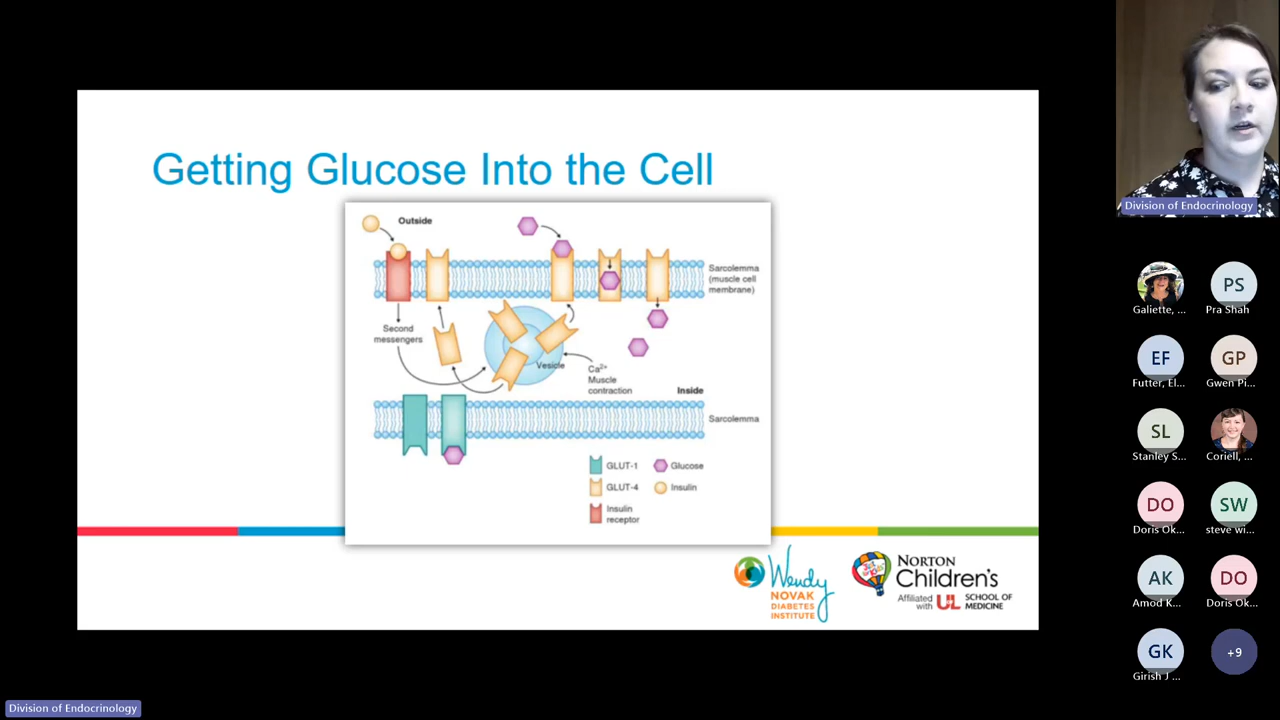 Getting Glucose Into the Cell
Outside
Sarcolemma
(muscle cell
membrane)
Second
messengers
Vesicle
Ca2+
Muscle
contraction
Inside
Sarcolemma
GLUT-1
Glucose
GLUT-4
Insulin
Insulin
receptor
Wendy
NOVAK
DIABETES
INSTITUTE
Just for Kids
NORTON
Children's
Affiliated
with
UL
SCHOOL OF
MEDICINE
Division of Endocrinology
Galiette, ...
PS
Pra Shah
EF
Futter, El...
GP
Gwen Pi...
SL
Stanley S...
Coriell, ...
DO
Doris Ok...
SW
steve wi...
AK
Amod K...
DO
Doris Ok...
GK
Girish J ...
+9
Division of Endocrinology